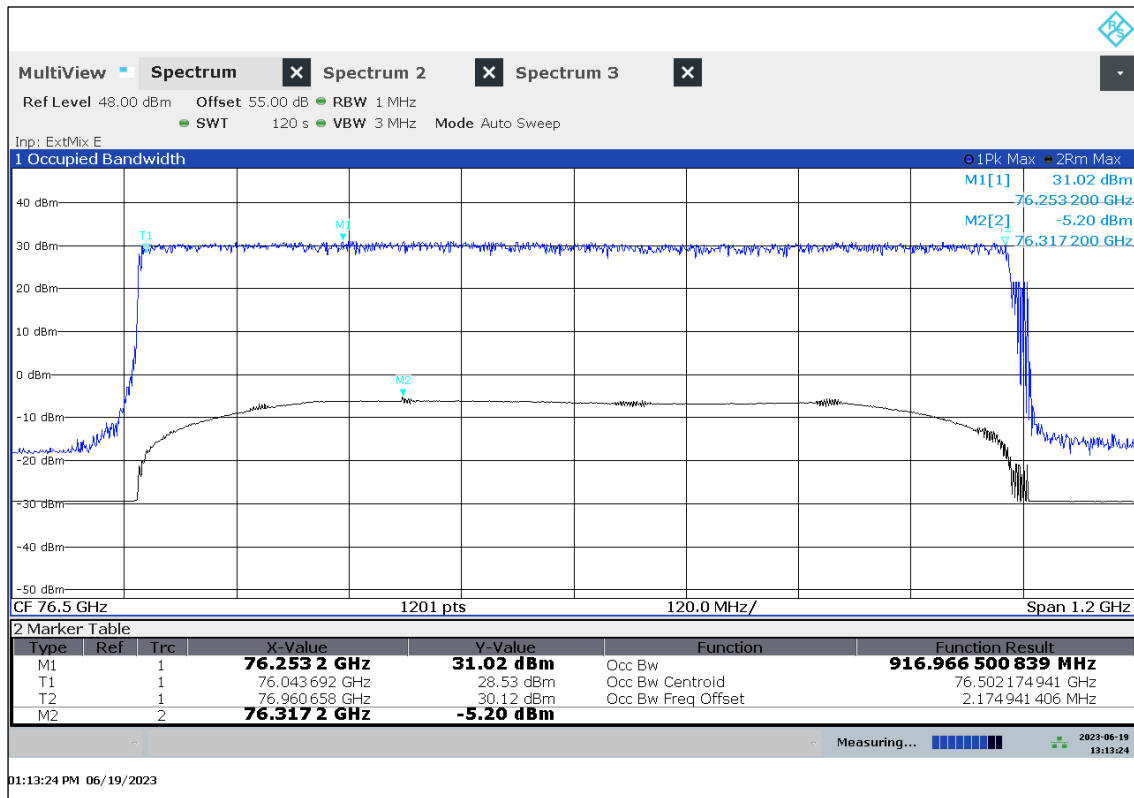 R&S
MultiView Spectrum Spectrum 2 Spectrum 3
Ref Level 48.00 dBm Offset 55.00 dB RBW 1 MHz
SWT 120 s VBW 3 MHz Mode Auto Sweep
Inp: ExtMix E
1 Occupied Bandwidth 1Pk Max 2Rm Max
M1[1] 31.02 dBm
76.253 200 GHz
M2[2] -5.20 dBm
76.317 200 GHz
40 dBm
T1 M1 T2
30 dBm
20 dBm
10 dBm
0 dBm
M2
-10 dBm
-20 dBm
-30 dBm
-40 dBm
-50 dBm
CF 76.5 GHz 1201 pts 120.0 MHz/ Span 1.2 GHz
2 Marker Table
Type Ref Trc X-Value Y-Value Function Function Result
M1 1 76.253 2 GHz 31.02 dBm Occ Bw 916.966 500 839 MHz
T1 1 76.043 692 GHz 28.53 dBm Occ Bw Centroid 76.502 174 941 GHz
T2 1 76.960 658 GHz 30.12 dBm Occ Bw Freq Offset 2.174 941 406 MHz
M2 2 76.317 2 GHz -5.20 dBm
Measuring... 2023-06-19
13:13:24
01:13:24 PM 06/19/2023